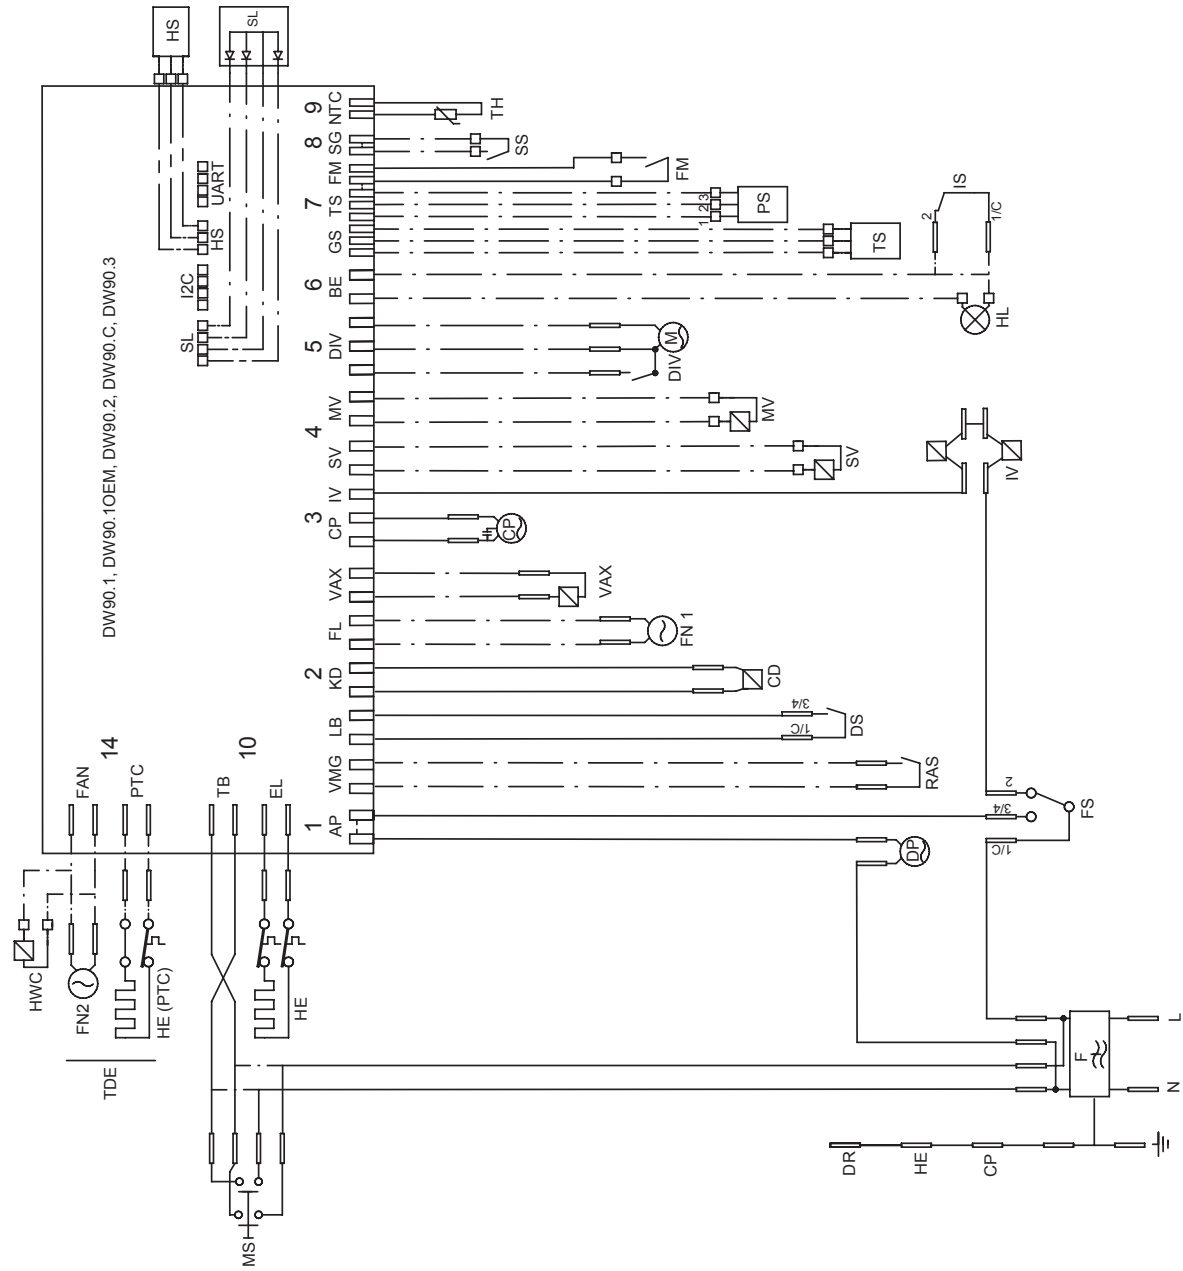 HS
SL
DW90.1, DW90.1OEM, DW90.2, DW90.C, DW90.3
UART
HS
I2C
SL
9
NTC
8
SG
FM
7
TS
GS
6
BE
5
DIV
MV
4
SV
IV
3
CP
VAX
FL
2
KD
LB
VMG
1
AP
TH
SS
FM
1 2 3
PS
TS
2
IS
1/C
HL
M
DIV
MV
SV
IV
CP
VAX
FN 1
CD
3/4
1/C
DS
RAS
2
3/4
1/C
FS
DP
14
FAN
PTC
10
TB
EL
HWC
FN2
HE (PTC)
HE
TDE
MS
F
L
N
DR
HE
CP